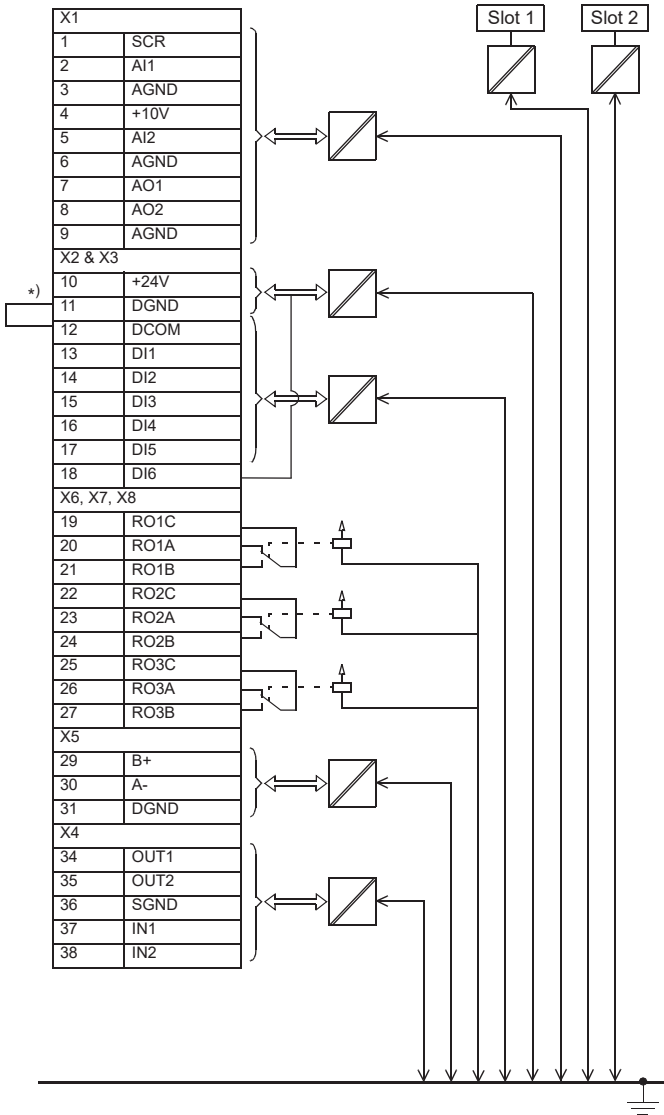 Slot 1 Slot 2
X1
1 SCR
2 AI1
3 AGND
4 +10V
5 AI2
6 AGND
7 AO1
8 AO2
9 AGND
X2 & X3
10 +24V
*)
11 DGND
12 DCOM
13 DI1
14 DI2
15 DI3
16 DI4
17 DI5
18 DI6
X6, X7, X8
19 RO1C
20 RO1A
21 RO1B
22 RO2C
23 RO2A
24 RO2B
25 RO3C
26 RO3A
27 RO3B
X5
29 B+
30 A-
31 DGND
X4
34 OUT1
35 OUT2
36 SGND
37 IN1
38 IN2